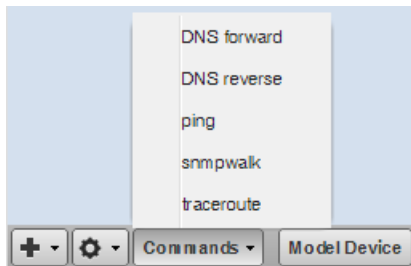 DNS forward
DNS reverse
ping
snmpwalk
traceroute
Commands Model Device